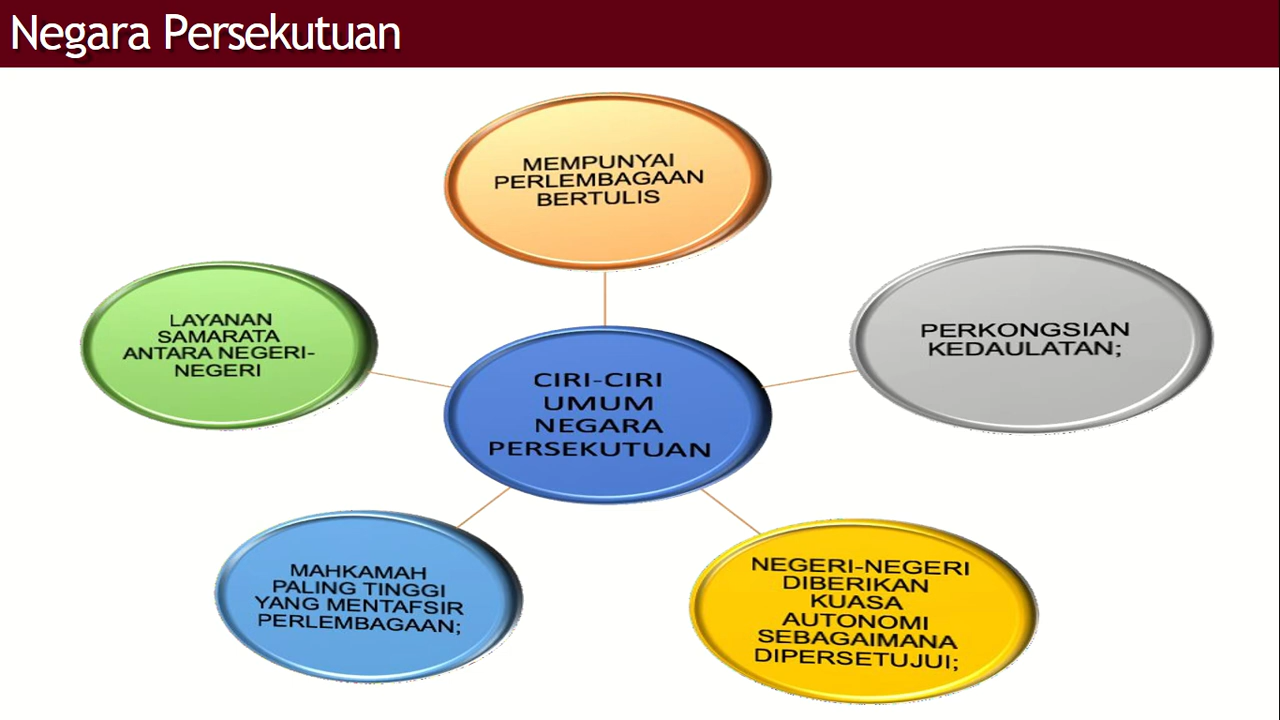 Negara Persekutuan
MEMPUNYAI
PERLEMBAGAAN
BERTULIS
PERKONGSIAN
KEDAULATAN;
NEGERI-NEGERI
DIBERIKAN
KUASA
AUTONOMI
SEBAGAIMANA
DIPERSETUJUI;
MAHKAMAH
PALING TINGGI
YANG MENTAFSIR
PERLEMBAGAAN;
LAYANAN
SAMARATA
ANTARA NEGERI-
NEGERI
CIRI-CIRI
UMUM
NEGARA
PERSEKUTUAN